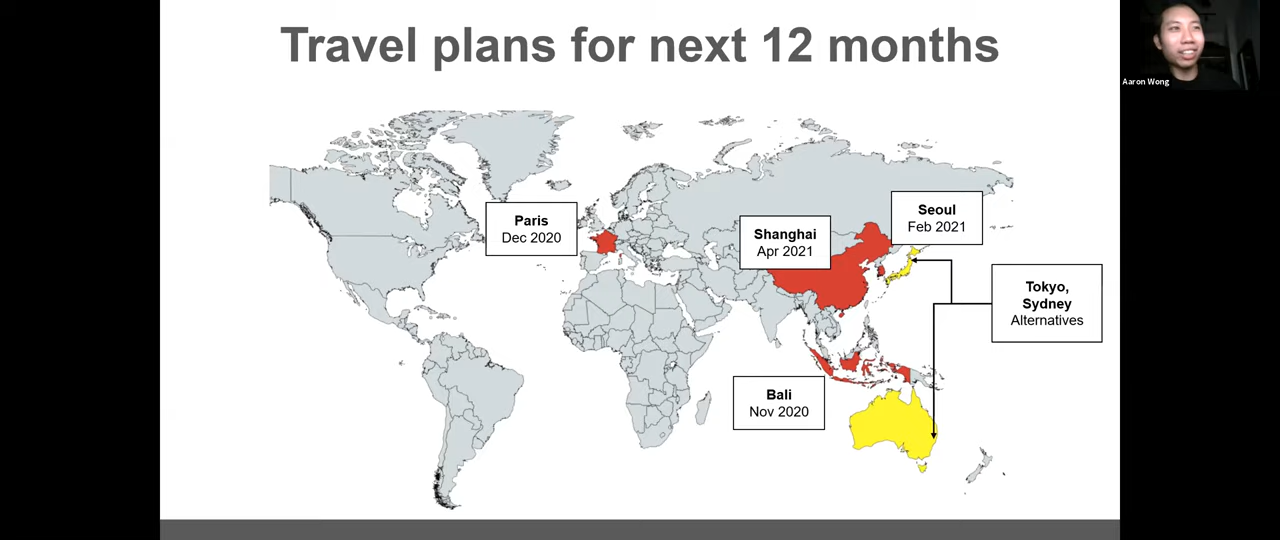 Travel plans for next 12 months
Aaron Wong
Paris
Dec 2020
Shanghai
Apr 2021
Seoul
Feb 2021
Tokyo,
Sydney
Alternatives
Bali
Nov 2020